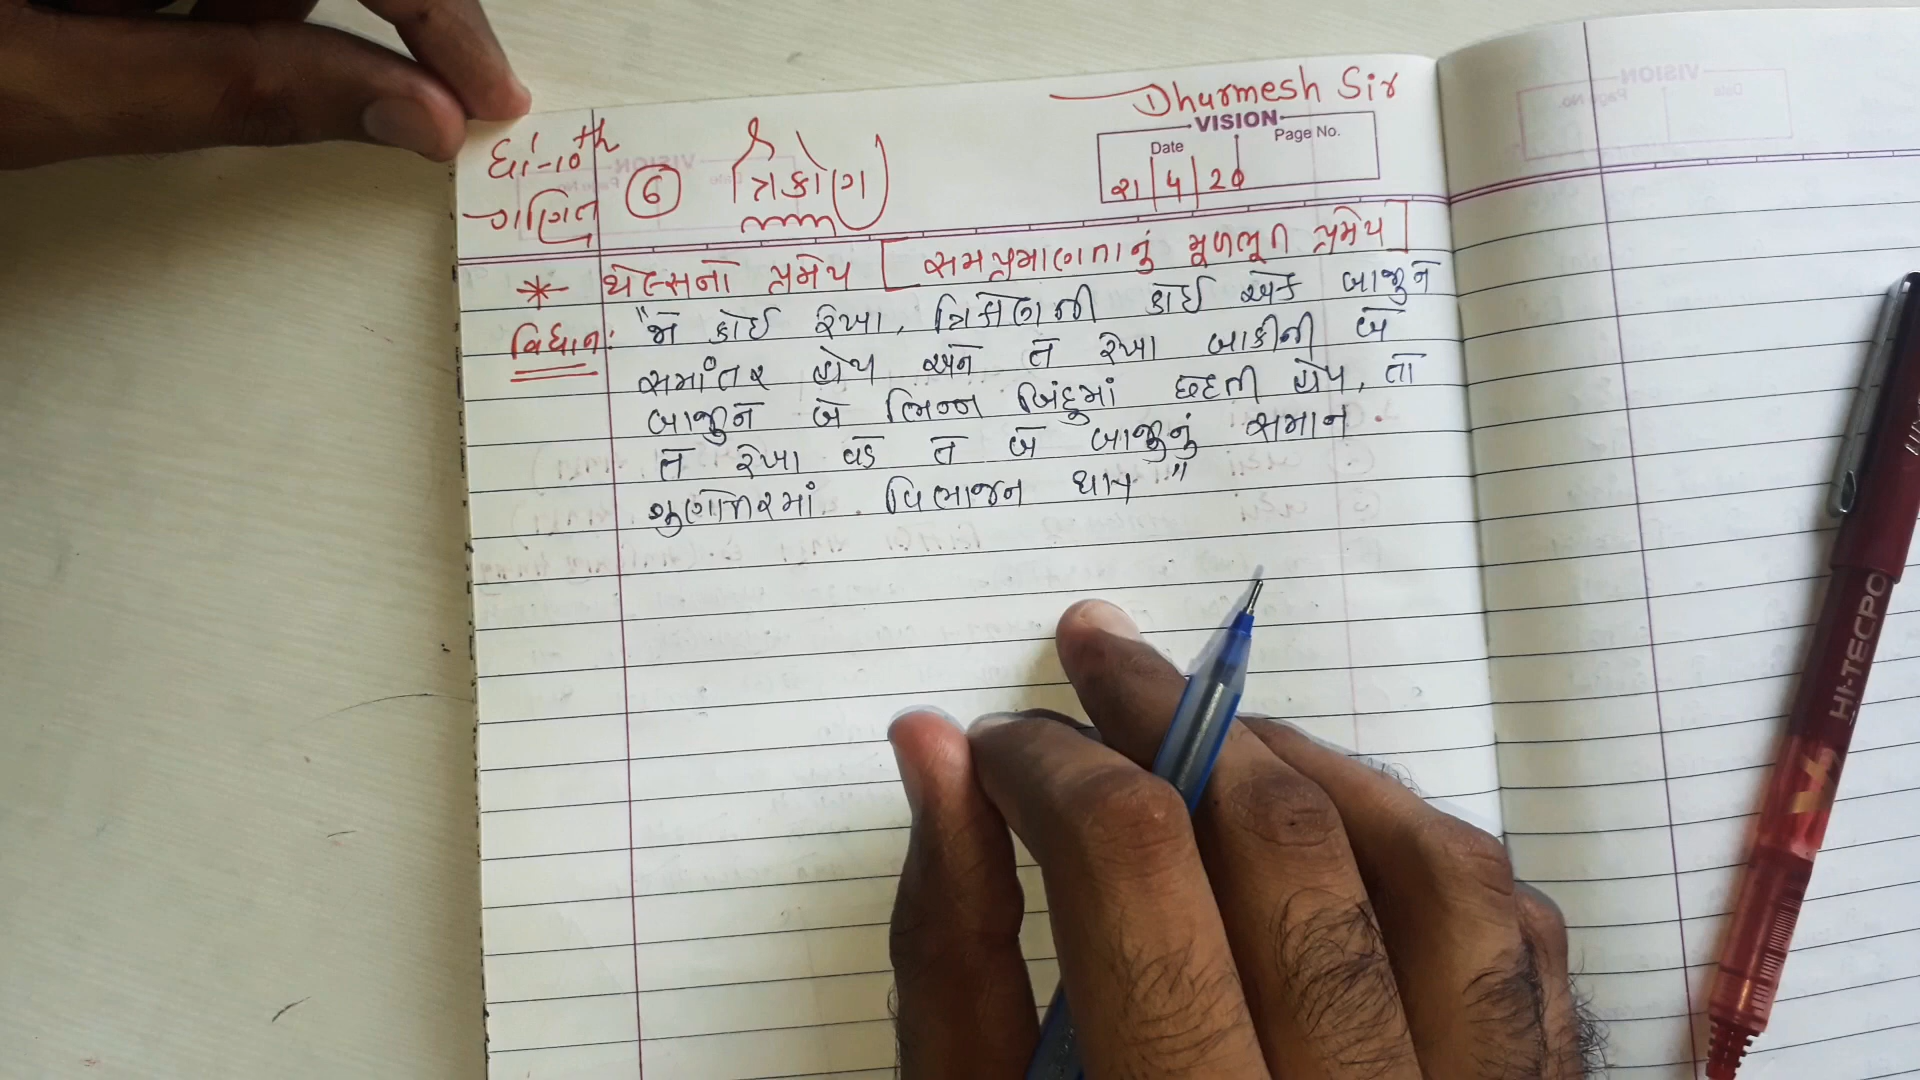 Dharmesh Sir
ધો-10th
ગણિત
6
ત્રિકોણ
VISION
Date
Page No.
21/5/20
* થેલ્સનો પ્રમેય [સમપ્રમાણતાનું મૂળભૂત પ્રમેય]
વિધાન: "જો કોઈ રેખા, ત્રિકોણની કોઈ એક બાજુને
સમાંતર હોય અને તે રેખા બાકીની બે
બાજુને બે ભિન્ન બિંદુમાં છેદતી હોય, તો
તે રેખા વડે તે બે બાજુનું સમાન
ગુણોત્તરમાં વિભાજન થાય"
HI-TECPO